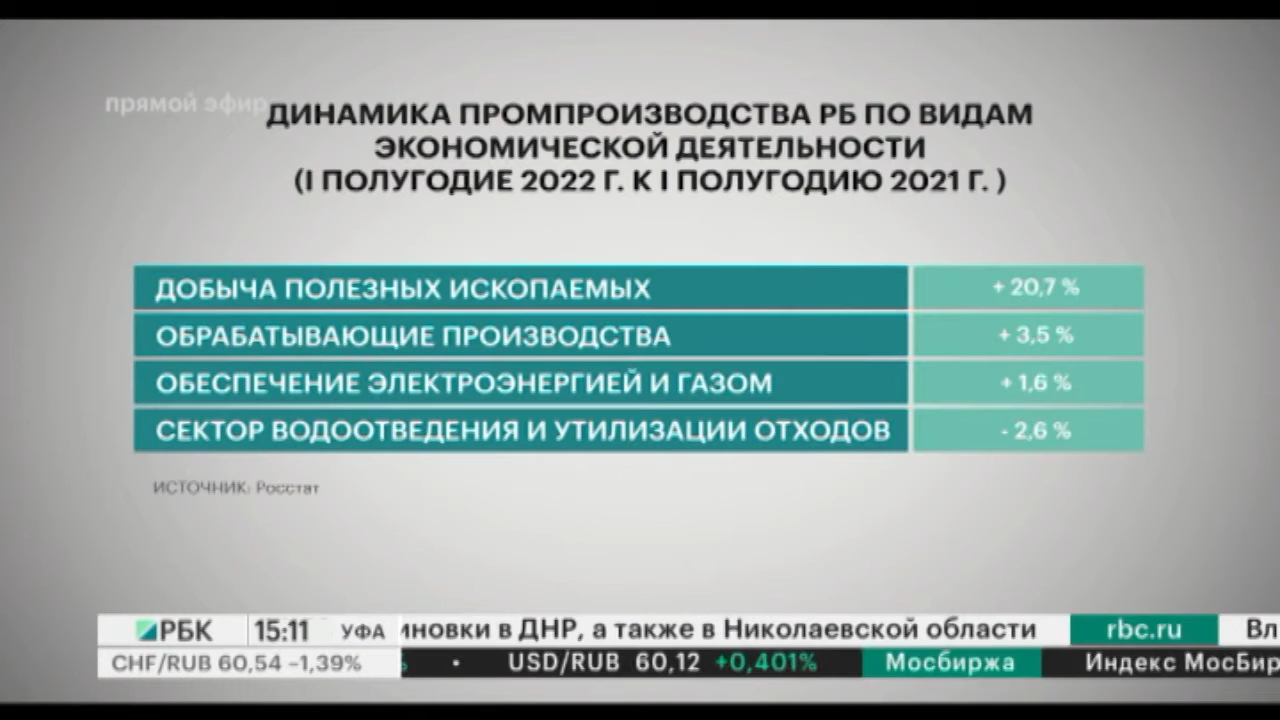 прямой эфир
ДИНАМИКА ПРОМПРОИЗВОДСТВА РБ ПО ВИДАМ
ЭКОНОМИЧЕСКОЙ ДЕЯТЕЛЬНОСТИ
(I ПОЛУГОДИЕ 2022 Г. К I ПОЛУГОДИЮ 2021 Г. )
ДОБЫЧА ПОЛЕЗНЫХ ИСКОПАЕМЫХ + 20,7 %
ОБРАБАТЫВАЮЩИЕ ПРОИЗВОДСТВА + 3,5 %
ОБЕСПЕЧЕНИЕ ЭЛЕКТРОЭНЕРГИЕЙ И ГАЗОМ + 1,6 %
СЕКТОР ВОДООТВЕДЕНИЯ И УТИЛИЗАЦИИ ОТХОДОВ - 2,6 %
ИСТОЧНИК: Росстат
РБК 15:11 УФА иновки в ДНР, а также в Николаевской области rbc.ru Вл
CHF/RUB 60,54 -1,39% % • USD/RUB 60,12 +0,401% Мосбиржа Индекс МосБир